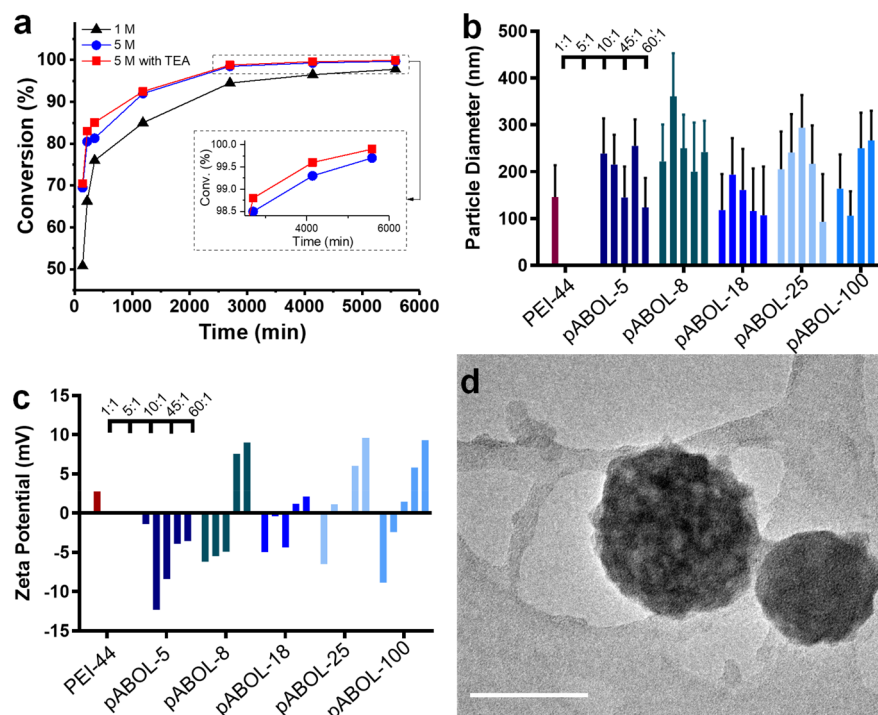 a
1 M
5 M
5 M with TEA
Conversion (%)
100
90
80
70
60
50
0 1000 2000 3000 4000 5000 6000
Time (min)
Conv. (%)
100.0
99.5
99.0
98.5
4000 6000
Time (min)
b
1:1 5:1 10:1 45:1 60:1
Particle Diameter (nm)
500
400
300
200
100
0
PEI-44
pABOL-5
pABOL-8
pABOL-18
pABOL-25
pABOL-100
c
1:1 5:1 10:1 45:1 60:1
Zeta Potential (mV)
15
10
5
0
-5
-10
-15
PEI-44
pABOL-5
pABOL-8
pABOL-18
pABOL-25
pABOL-100
d